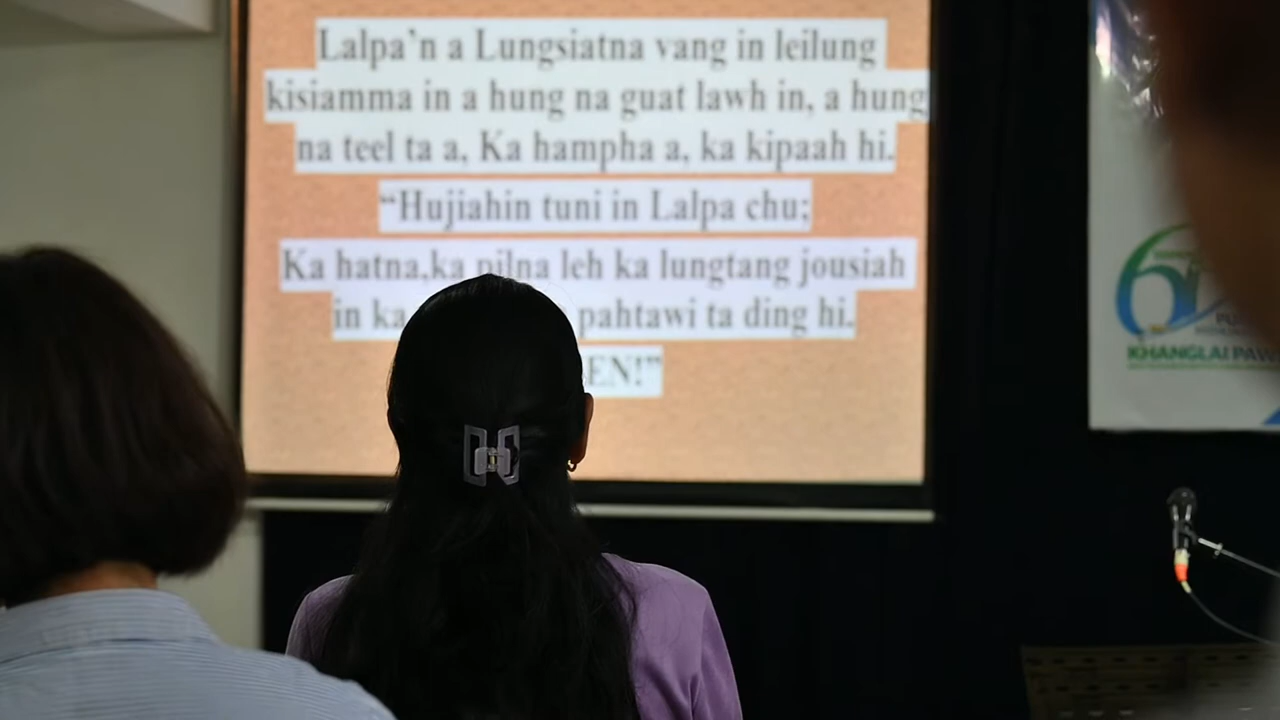 Lalpa’n a Lungsiatna vang in leilung
kisiamma in a hung na guat lawh in, a hung
na teel ta a, Ka hampha a, ka kipaah hi.
“Hujiahin tuni in Lalpa chu;
Ka hatna,ka pilna leh ka lungtang jousiah
in ka pahtawi ta ding hi.
EN!”
60
KHANGLAI